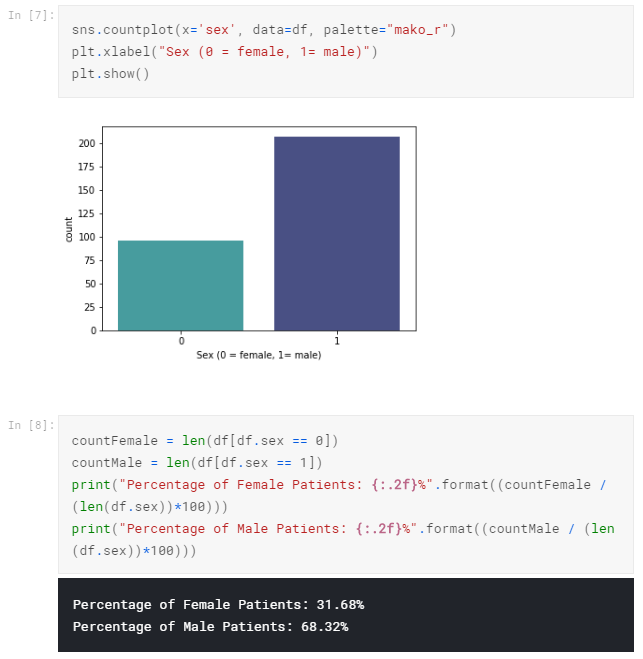 In [7]:
sns.countplot(x='sex', data=df, palette="mako_r")
plt.xlabel("Sex (0 = female, 1= male)")
plt.show()
200
175
150
125
100
75
50
25
0
count
0 1
Sex (0 = female, 1= male)
In [8]:
countFemale = len(df[df.sex == 0])
countMale = len(df[df.sex == 1])
print("Percentage of Female Patients: {:.2f}%".format((countFemale /
(len(df.sex))*100)))
print("Percentage of Male Patients: {:.2f}%".format((countMale / (len
(df.sex))*100)))
Percentage of Female Patients: 31.68%
Percentage of Male Patients: 68.32%